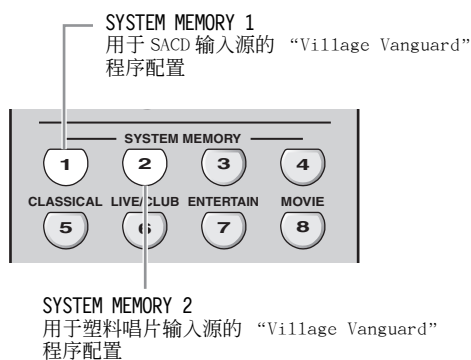 SYSTEM MEMORY 1
用于 SACD 输入源的 “Village Vanguard”
程序配置
SYSTEM MEMORY
1 2 3 4
CLASSICAL LIVE/CLUB ENTERTAIN MOVIE
5 6 7 8
SYSTEM MEMORY 2
用于塑料唱片输入源的 “Village Vanguard”
程序配置